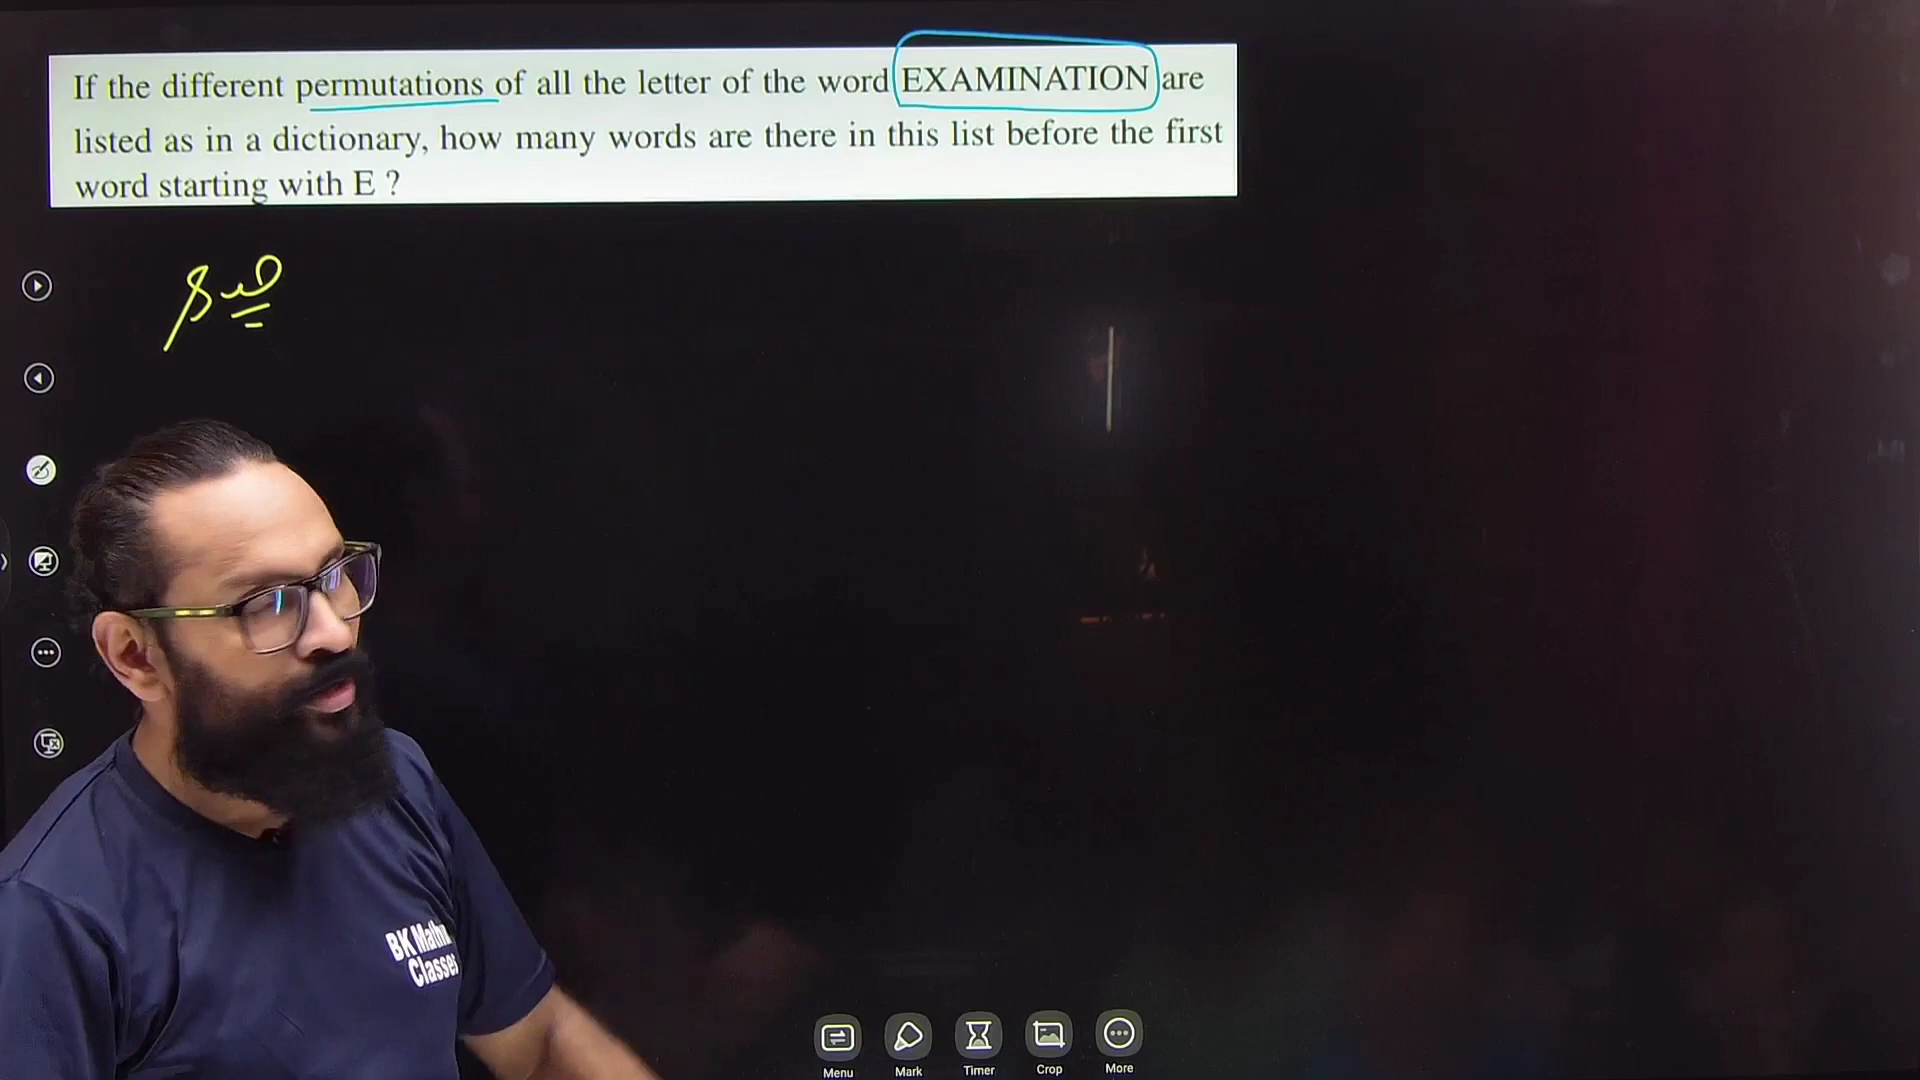 If the different permutations of all the letter of the word EXAMINATION are
listed as in a dictionary, how many words are there in this list before the first
word starting with E ?
BK Maths
Classes
Menu
Mark
Timer
Crop
More